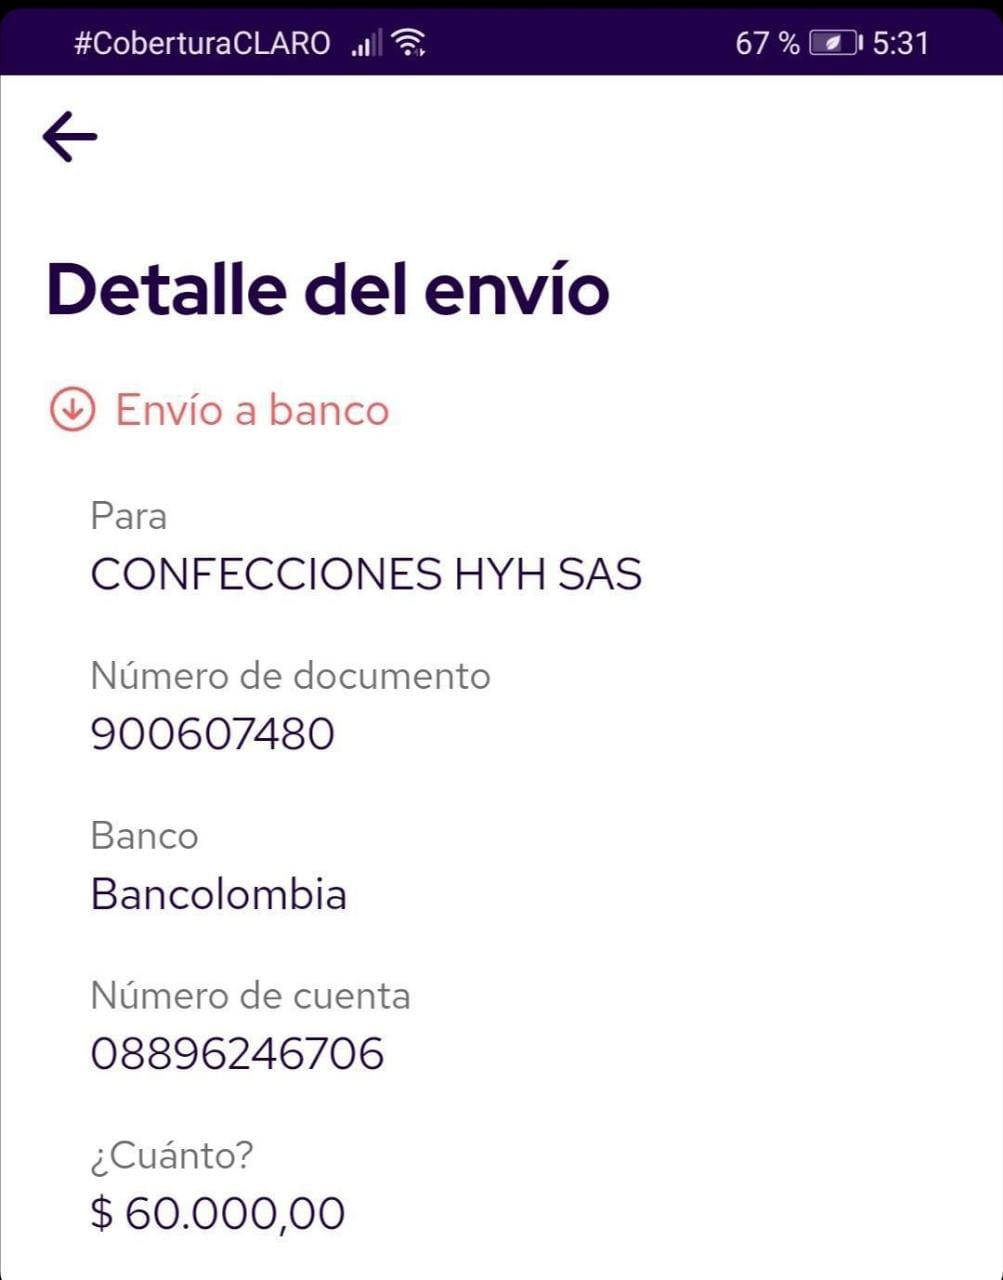 #CoberturaCLARO 67 % 5:31
Detalle del envío
Envío a banco
Para
CONFECCIONES HYH SAS
Número de documento
900607480
Banco
Bancolombia
Número de cuenta
08896246706
¿Cuánto?
$ 60.000,00